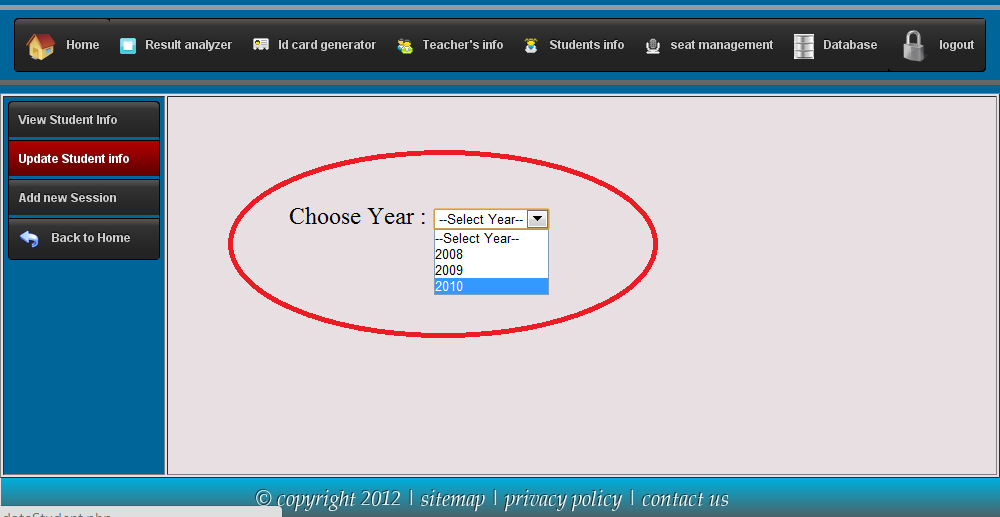 Home Result analyzer Id card generator Teacher's info Students info seat management Database logout
View Student Info
Update Student info
Add new Session
Back to Home
Choose Year : --Select Year--
--Select Year--
2008
2009
2010
© copyright 2012 | sitemap | privacy policy | contact us